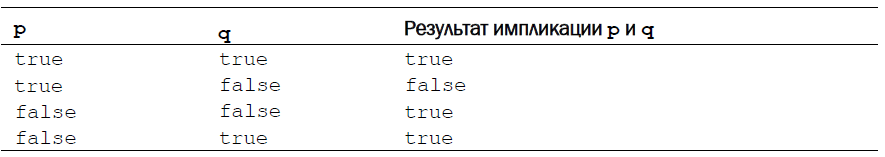 p q Результат импликации p и q
true true true
true false false
false false true
false true true